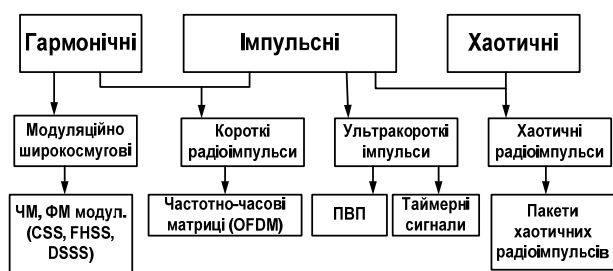 Гармонічні
Імпульсні
Хаотичні
Модуляційно
широкосмугові
Короткі
радіоімпульси
Ультракороткі
імпульси
Хаотичні
радіоімпульси
ЧМ, ФМ модул.
(CSS, FHSS,
DSSS)
Частотно-часові
матриці (OFDM)
ПВП
Таймерні
сигнали
Пакети
хаотичних
радіоімпульсів